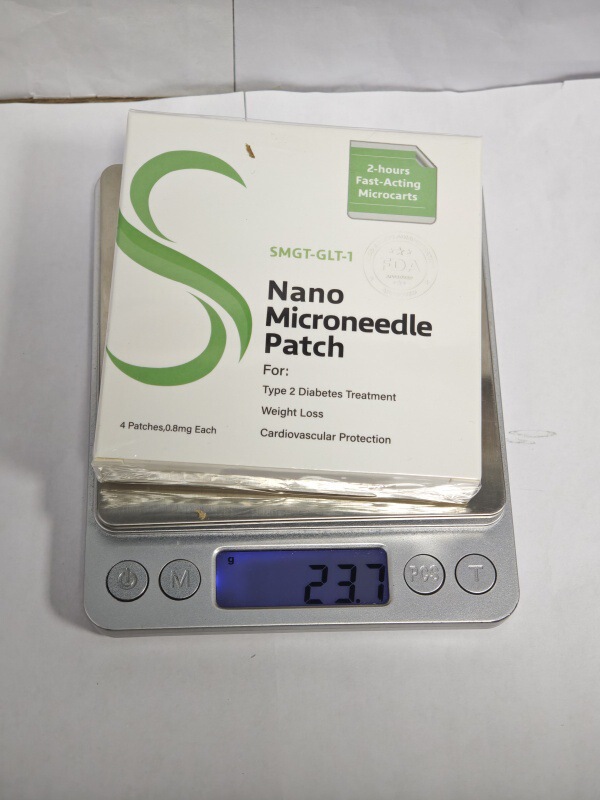 2-hours
Fast-Acting
Microcarts
SMGT-GLT-1
Nano
Microneedle
Patch
For:
Type 2 Diabetes Treatment
Weight Loss
Cardiovascular Protection
4 Patches,0.8mg Each
g
23.7
M
PCS
T